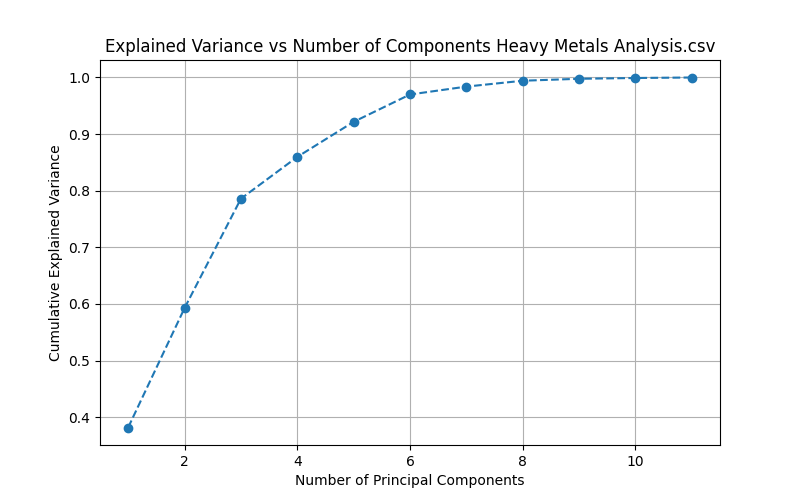 Explained Variance vs Number of Components Heavy Metals Analysis.csv
1.0
0.9
0.8
0.7
0.6
0.5
0.4
Cumulative Explained Variance
2 4 6 8 10
Number of Principal Components